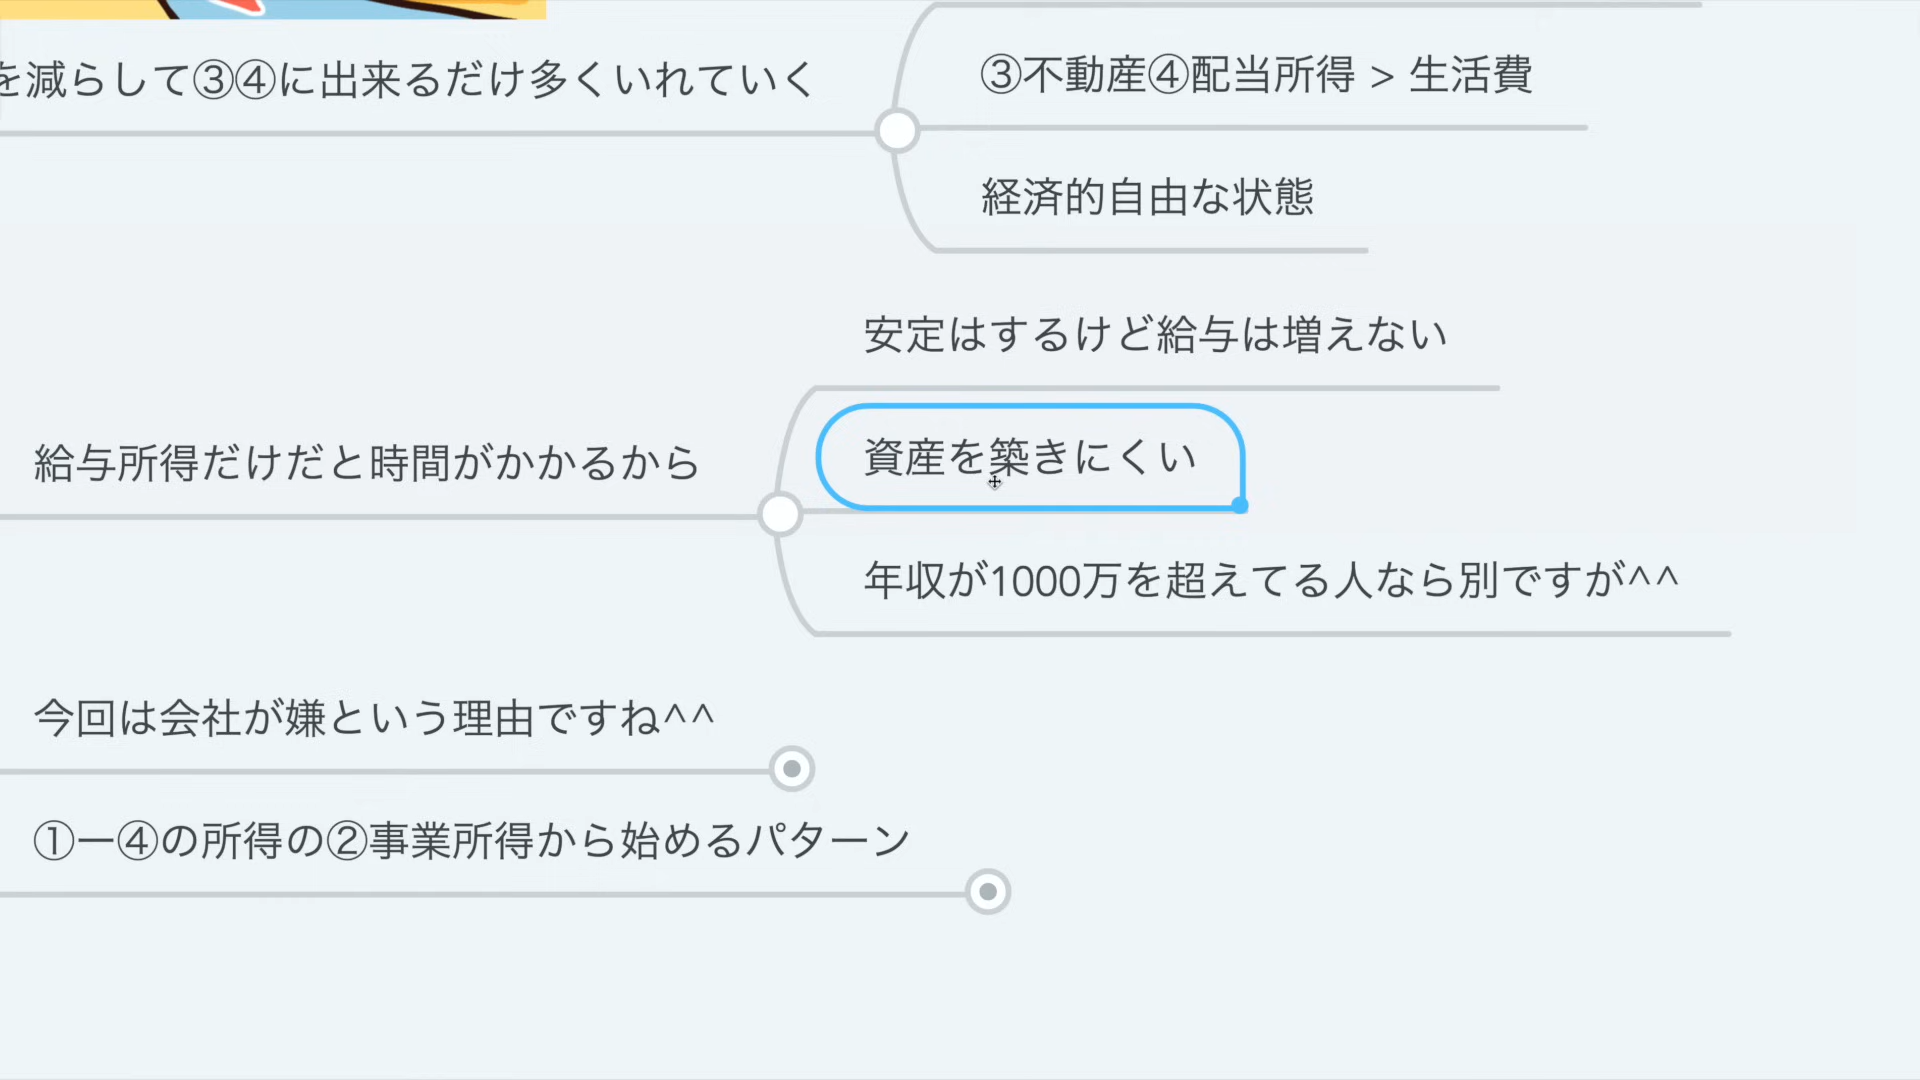 を減らして③④に出来るだけ多くいれていく
③不動産④配当所得 > 生活費
経済的自由な状態
給与所得だけだと時間がかかるから
安定はするけど給与は増えない
資産を築きにくい
年収が1000万を超えてる人なら別ですが^^
今回は会社が嫌という理由ですね^^
①ー④の所得の②事業所得から始めるパターン